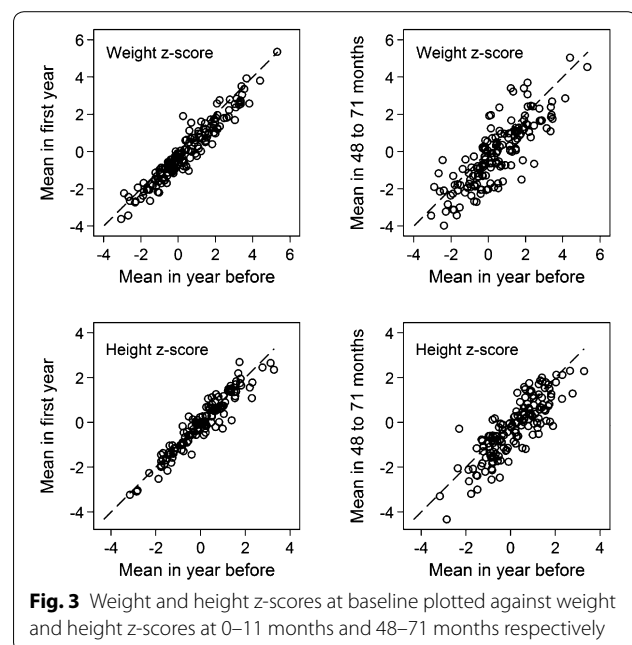 Weight z-score
Mean in first year
6
4
2
0
-2
-4
-4 -2 0 2 4 6
Mean in year before
Weight z-score
Mean in 48 to 71 months
6
4
2
0
-2
-4
-4 -2 0 2 4 6
Mean in year before
Height z-score
Mean in first year
4
2
0
-2
-4
-4 -2 0 2 4
Mean in year before
Height z-score
Mean in 48 to 71 months
4
2
0
-2
-4
-4 -2 0 2 4
Mean in year before
Fig. 3 Weight and height z-scores at baseline plotted against weight
and height z-scores at 0–11 months and 48–71 months respectively